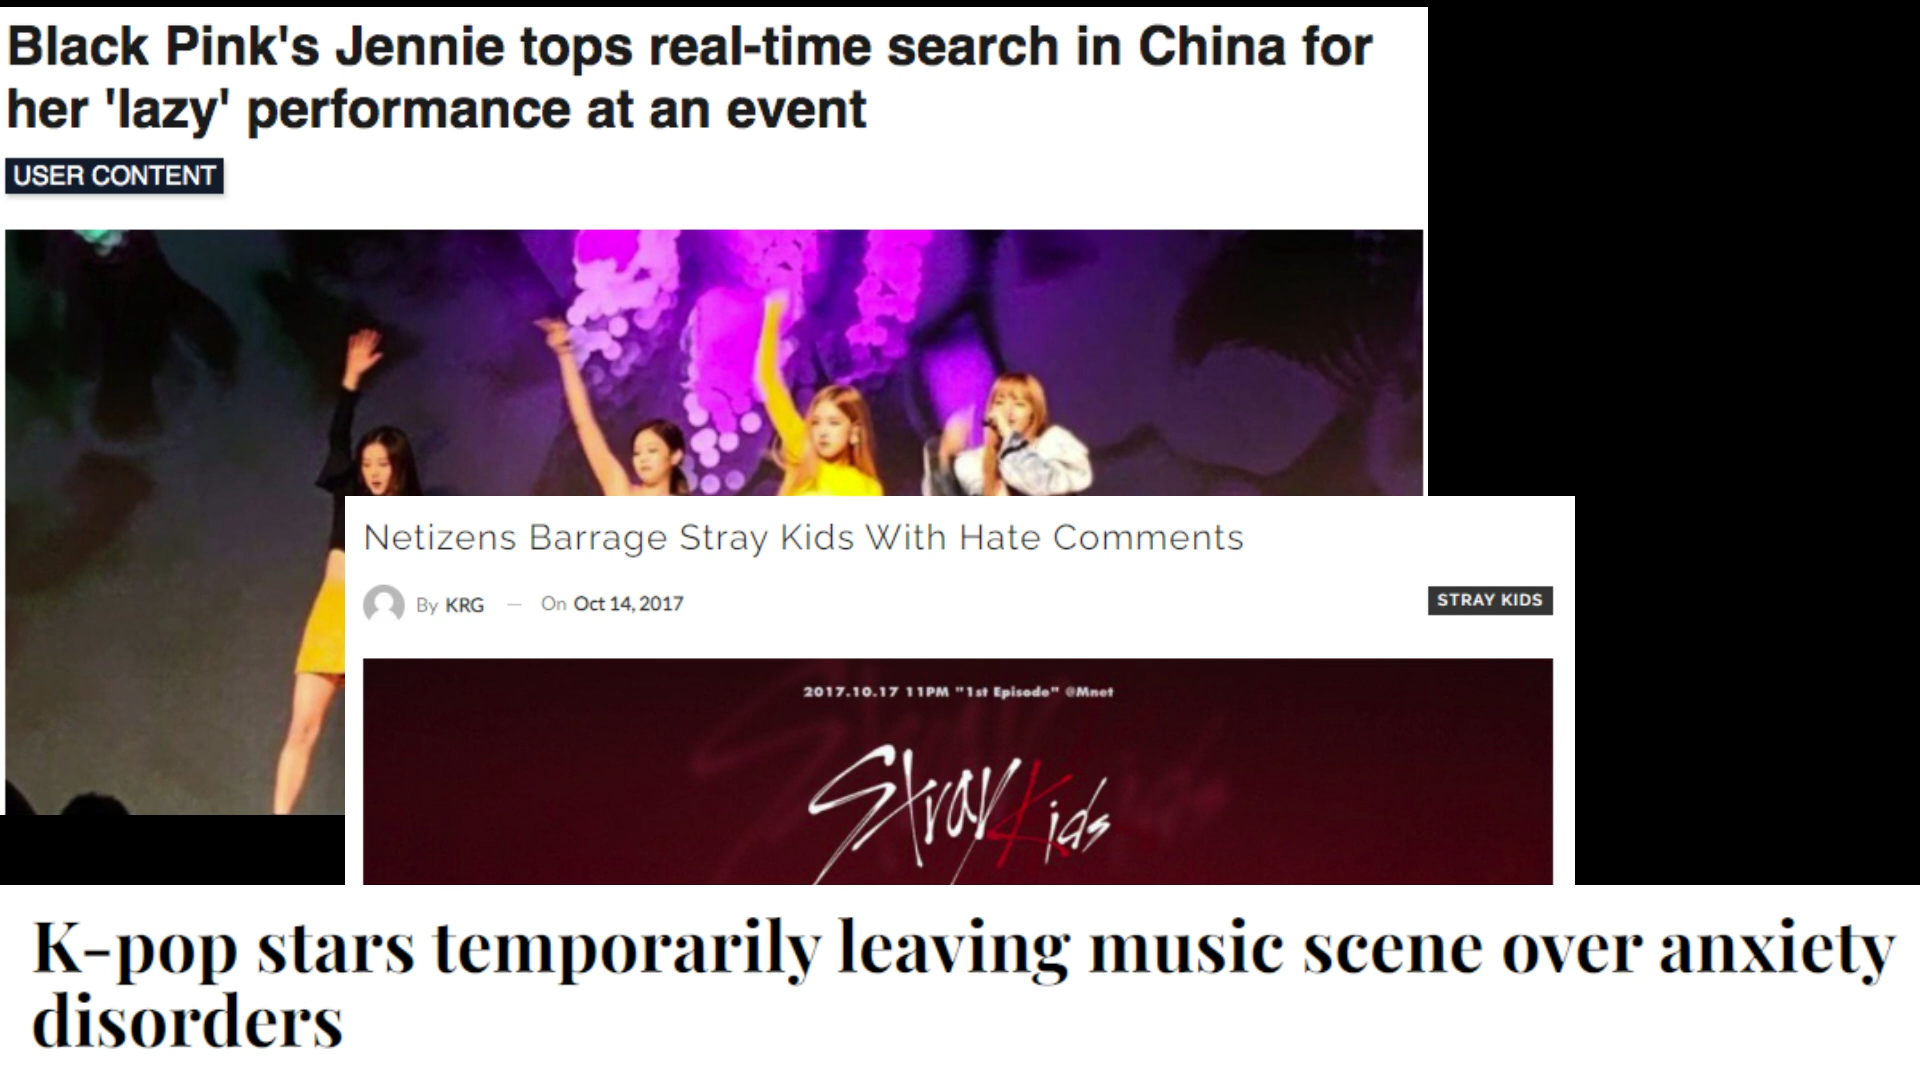 Black Pink's Jennie tops real-time search in China for
her 'lazy' performance at an event
USER CONTENT
Netizens Barrage Stray Kids With Hate Comments
By KRG — On Oct 14, 2017
STRAY KIDS
2017.10.17 11PM "1st Episode" @Mnet
Stray Kids
K-pop stars temporarily leaving music scene over anxiety
disorders